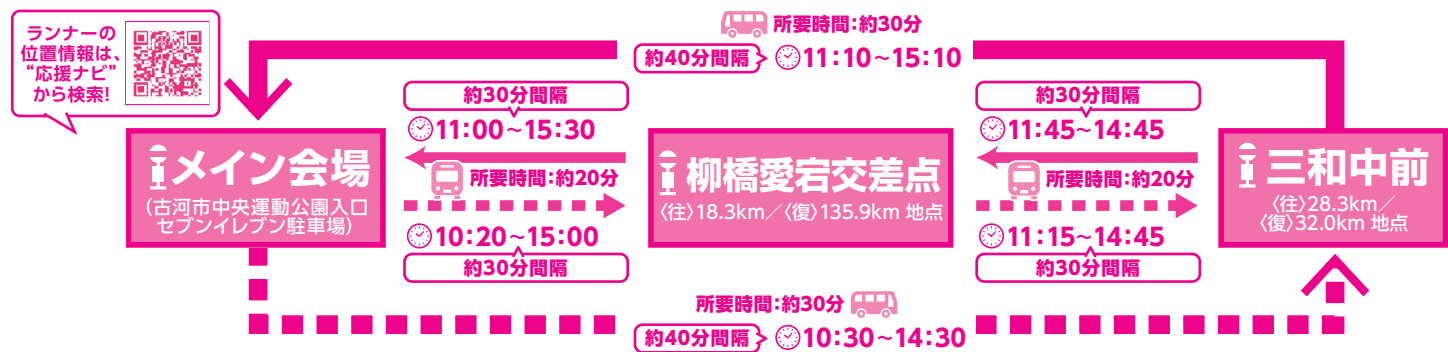 ランナーの
位置情報は、
“応援ナビ”
から検索!
所要時間:約30分
約40分間隔
11:10~15:10
約30分間隔
11:00~15:30
所要時間:約20分
10:20~15:00
約30分間隔
約30分間隔
11:45~14:45
所要時間:約20分
11:15~14:45
約30分間隔
メイン会場
(古河市中央運動公園入口
セブンイレブン駐車場)
柳橋愛宕交差点
〈往〉18.3km/〈復〉135.9km 地点
三和中前
〈往〉28.3km/
〈復〉32.0km 地点
所要時間:約30分
約40分間隔
10:30~14:30